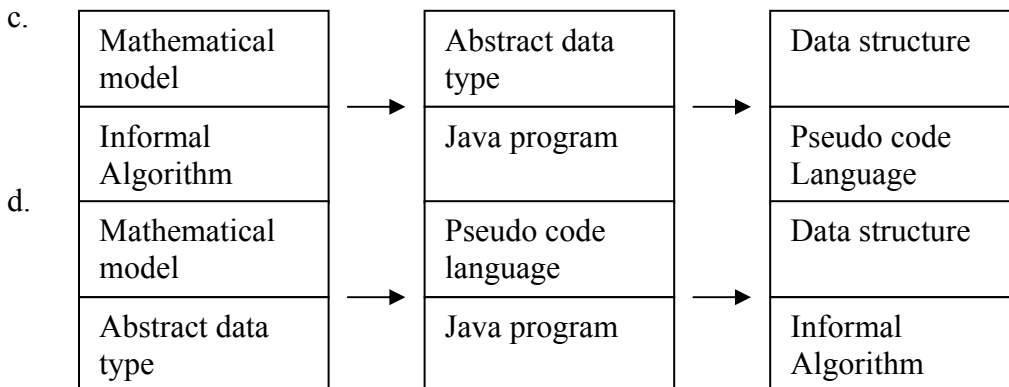 c.
Mathematical
model
Abstract data
type
Data structure
Informal
Algorithm
Java program
Pseudo code
Language
d.
Mathematical
model
Pseudo code
language
Data structure
Abstract data
type
Java program
Informal
Algorithm